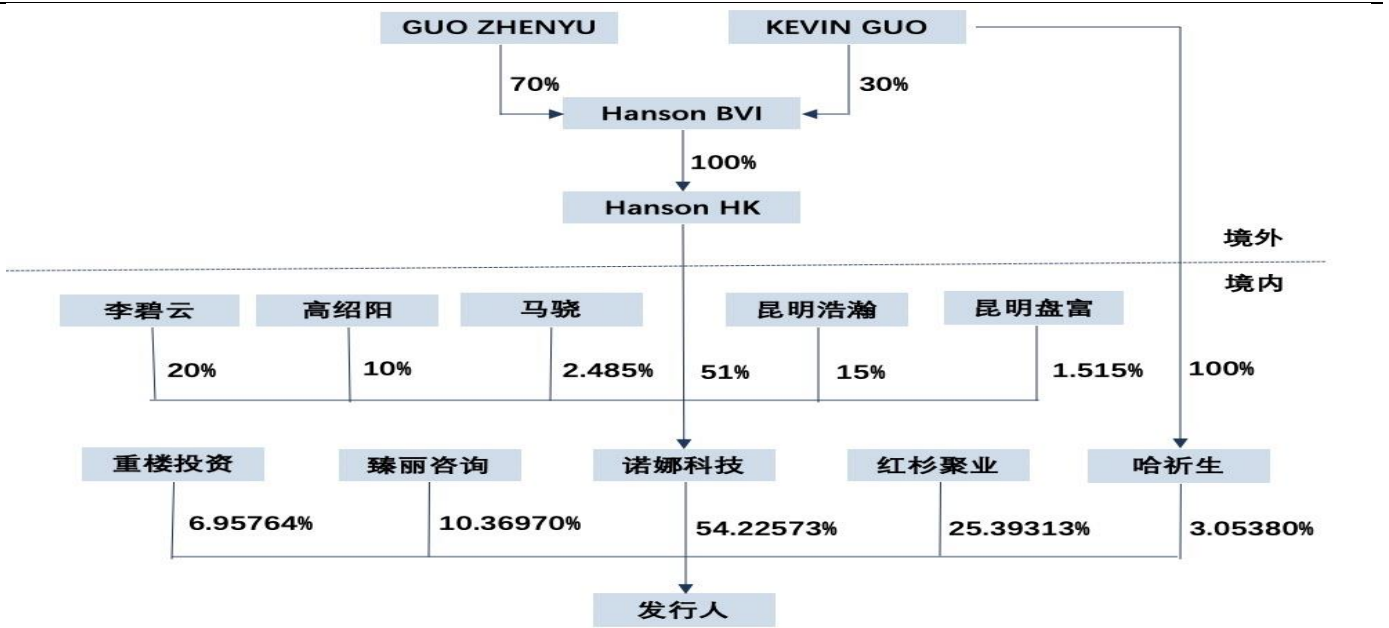 GUO ZHENYU
KEVIN GUO
70%
30%
Hanson BVI
100%
Hanson HK
境外
境内
李碧云
高绍阳
马骁
昆明浩瀚
昆明盘富
20%
10%
2.485%
51%
15%
1.515%
100%
重楼投资
臻丽咨询
诺娜科技
红杉聚业
哈祈生
6.95764%
10.36970%
54.22573%
25.39313%
3.05380%
发行人